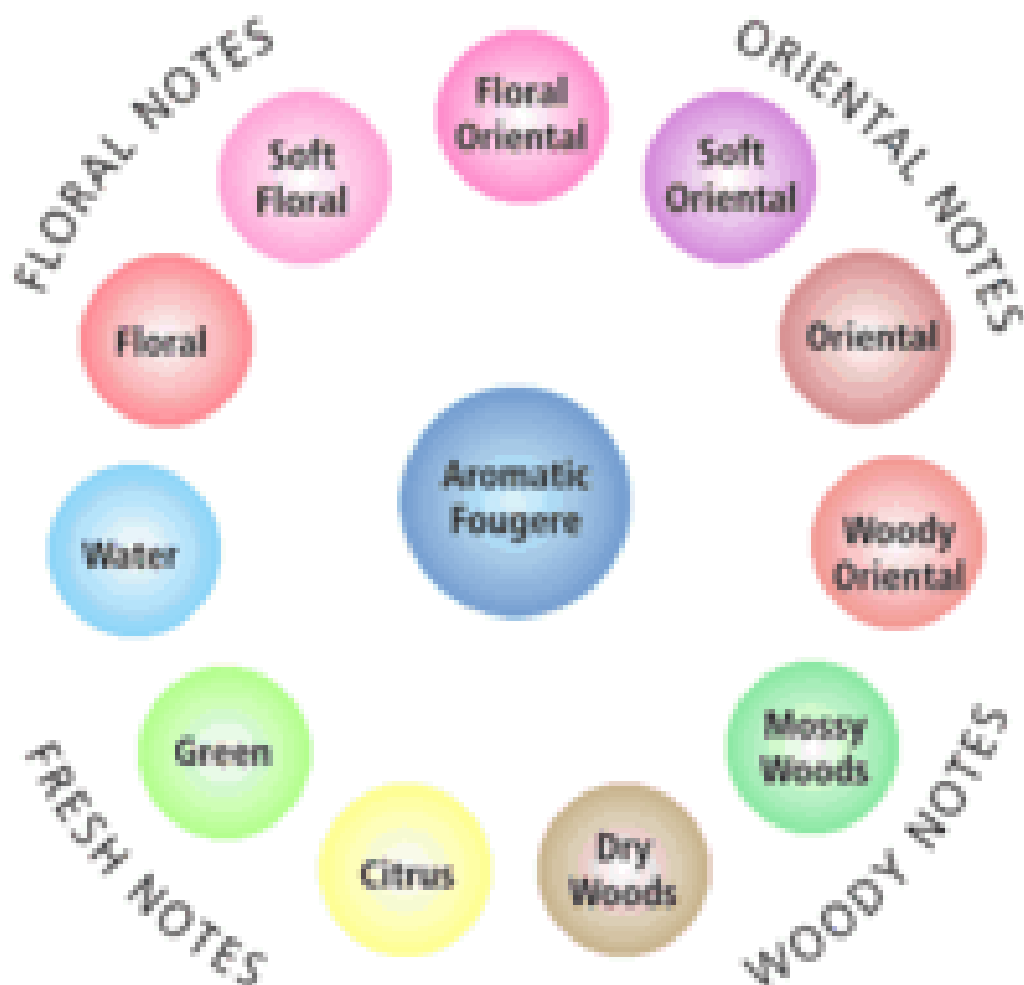 FLORAL NOTES
ORIENTAL NOTES
Floral
Oriental
Soft
Floral
Soft
Oriental
Floral
Oriental
Aromatic
Fougere
Water
Woody
Oriental
Green
Mossy
Woods
Citrus
Dry
Woods
FRESH NOTES
WOODY NOTES